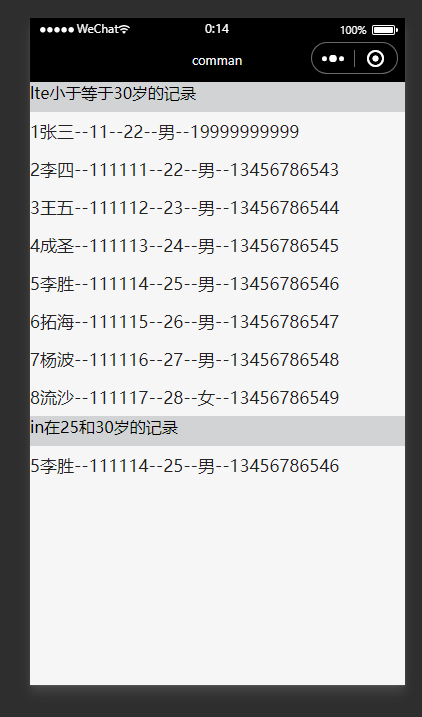 WeChat 0:14 100%
comman
lte小于等于30岁的记录
1张三--11--22--男--19999999999
2李四--111111--22--男--13456786543
3王五--111112--23--男--13456786544
4成圣--111113--24--男--13456786545
5李胜--111114--25--男--13456786546
6拓海--111115--26--男--13456786547
7杨波--111116--27--男--13456786548
8流沙--111117--28--女--13456786549
in在25和30岁的记录
5李胜--111114--25--男--13456786546